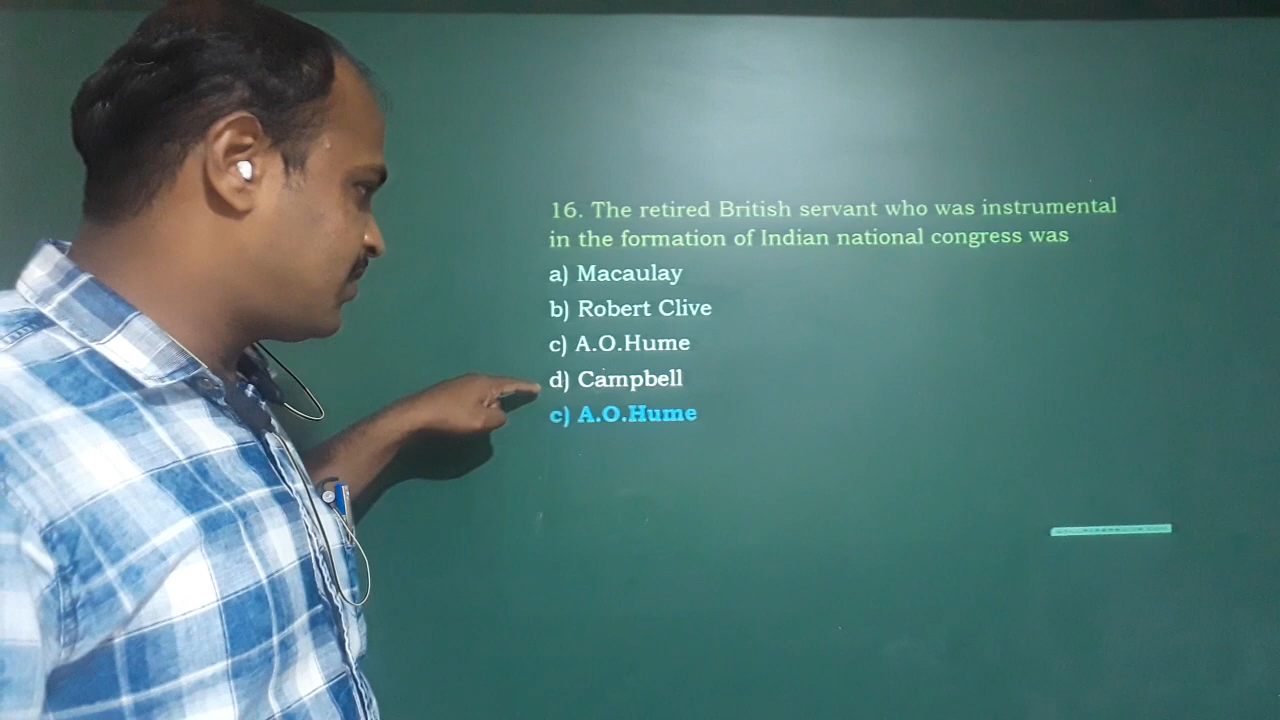 16. The retired British servant who was instrumental
in the formation of Indian national congress was
a) Macaulay
b) Robert Clive
c) A.O.Hume
d) Campbell
c) A.O.Hume